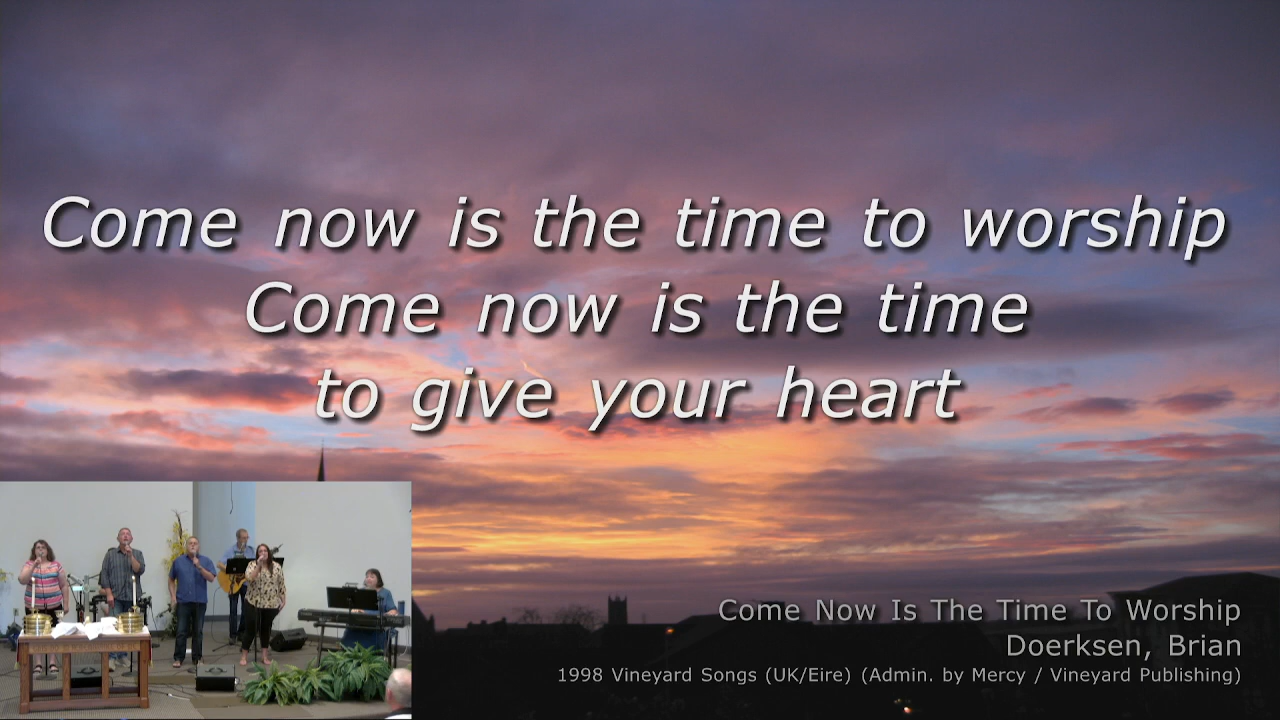 Come now is the time to worship
Come now is the time
to give your heart
Come Now Is The Time To Worship
Doerksen, Brian
1998 Vineyard Songs (UK/Eire) (Admin. by Mercy / Vineyard Publishing)